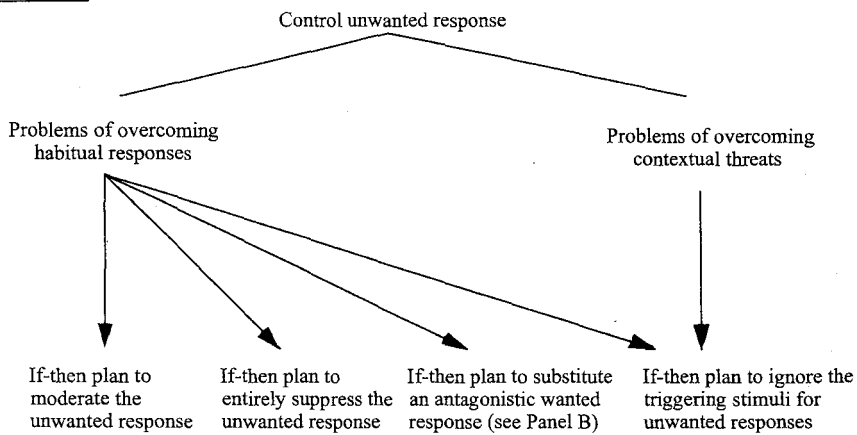 Control unwanted response
Problems of overcoming
habitual responses
Problems of overcoming
contextual threats
If-then plan to
moderate the
unwanted response
If-then plan to
entirely suppress the
unwanted response
If-then plan to substitute
an antagonistic wanted
response (see Panel B)
If-then plan to ignore the
triggering stimuli for
unwanted responses